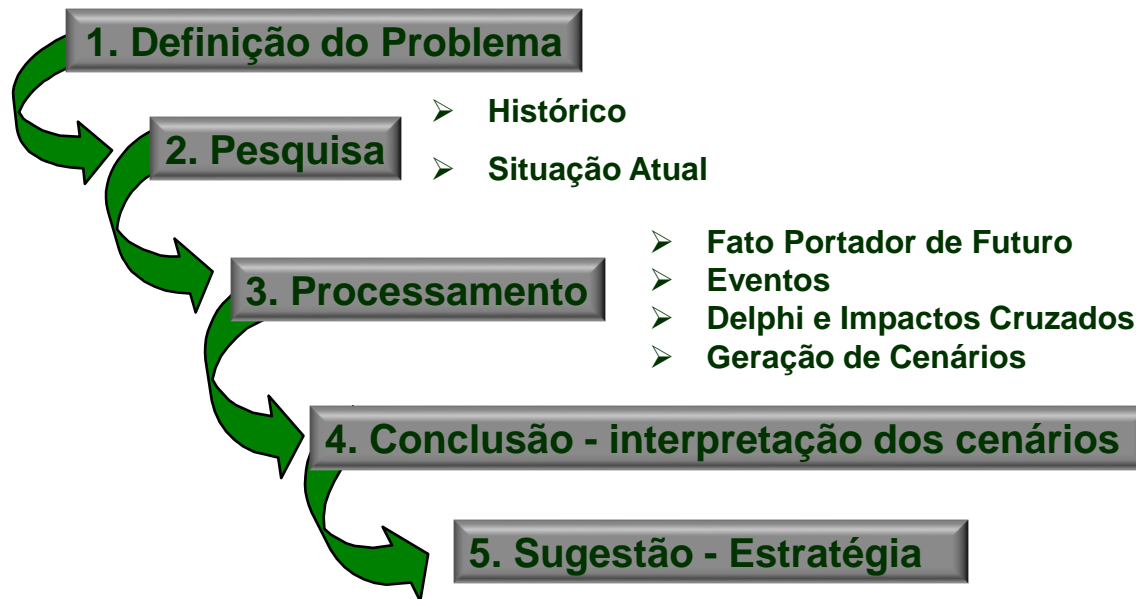 1. Definição do Problema
➢ Histórico
2. Pesquisa
➢ Situação Atual
➢ Fato Portador de Futuro
➢ Eventos
3. Processamento
➢ Delphi e Impactos Cruzados
➢ Geração de Cenários
4. Conclusão - interpretação dos cenários
5. Sugestão - Estratégia